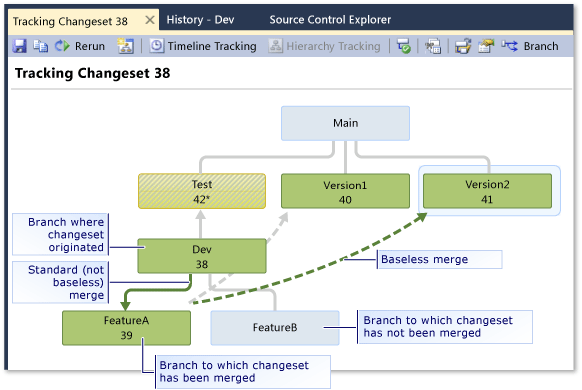 Tracking Changeset 38
History - Dev
Source Control Explorer
Rerun
Timeline Tracking
Hierarchy Tracking
Branch
Tracking Changeset 38
Main
Test
42*
Version1
40
Version2
41
Branch where
changeset
originated
Dev
38
Baseless merge
Standard (not
baseless)
merge
FeatureA
39
FeatureB
Branch to which changeset
has not been merged
Branch to which changeset
has been merged